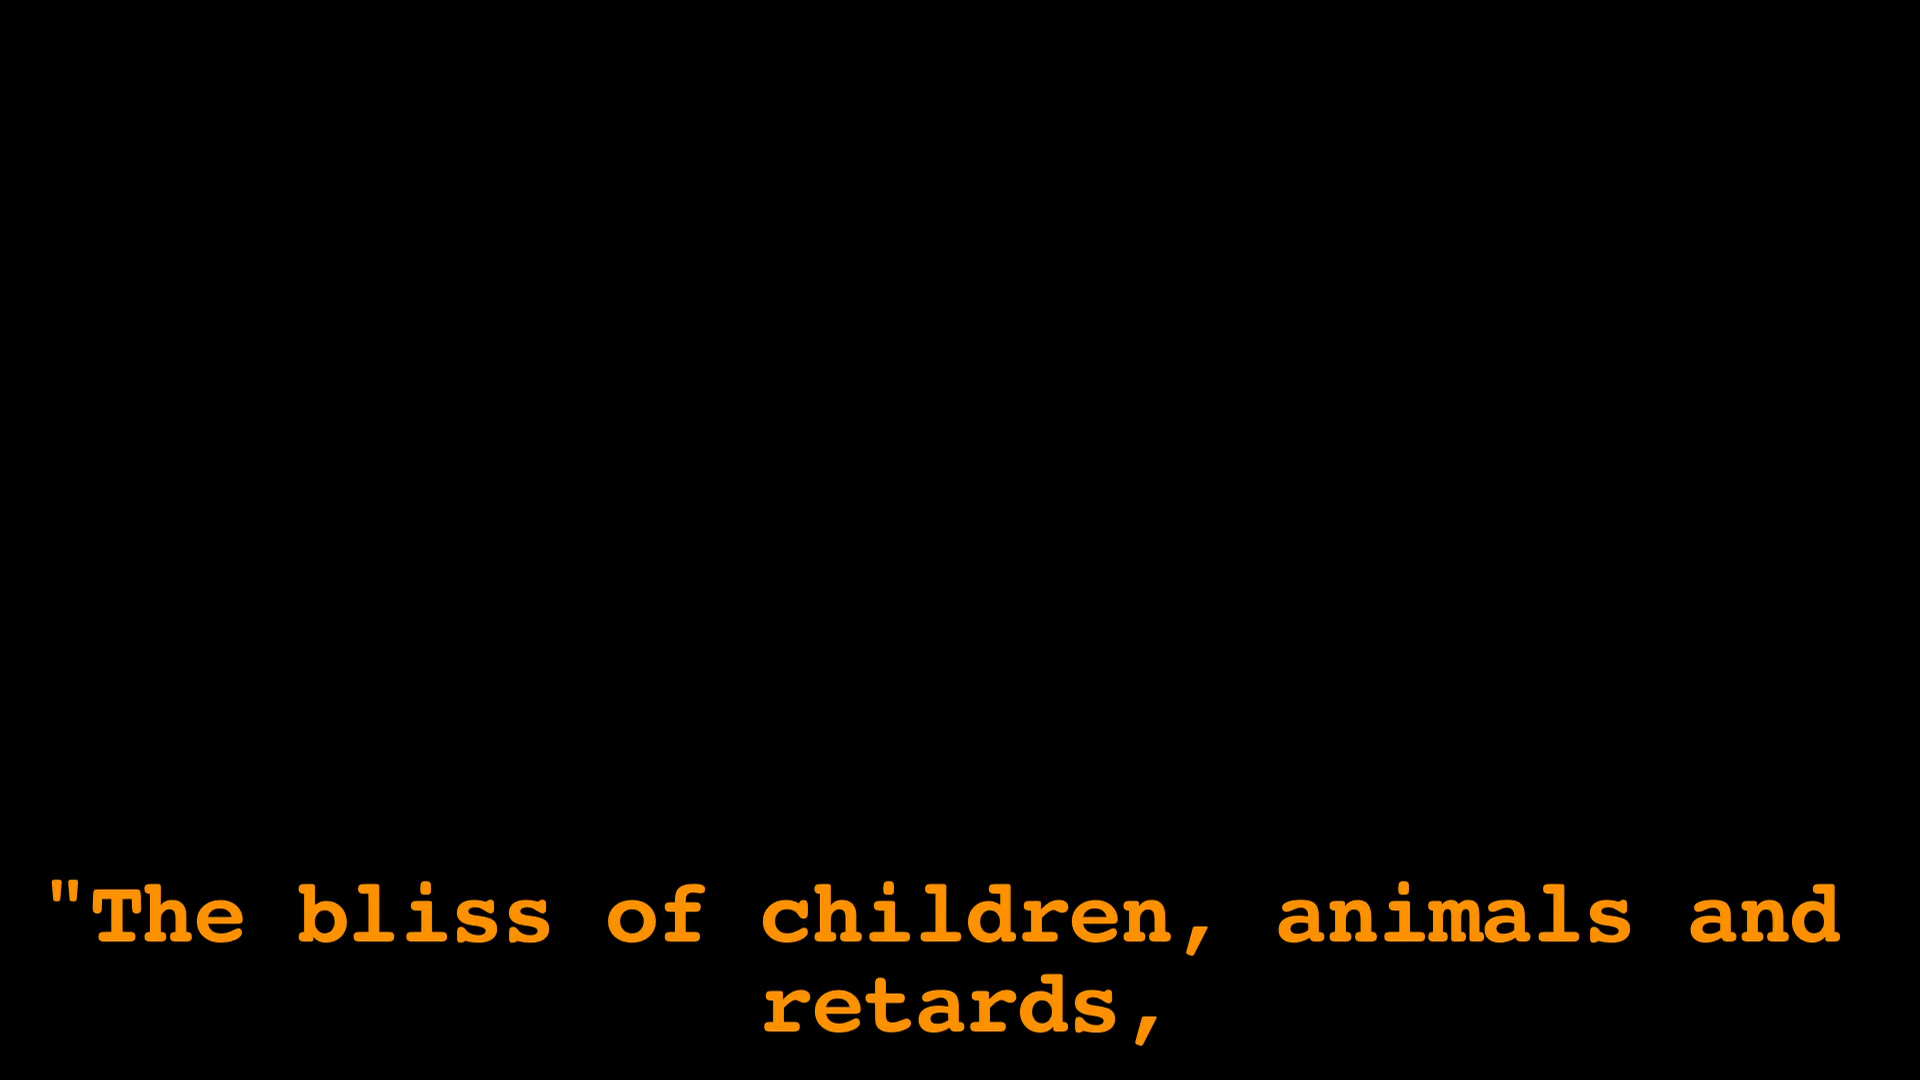 "The bliss of children, animals and
retards,